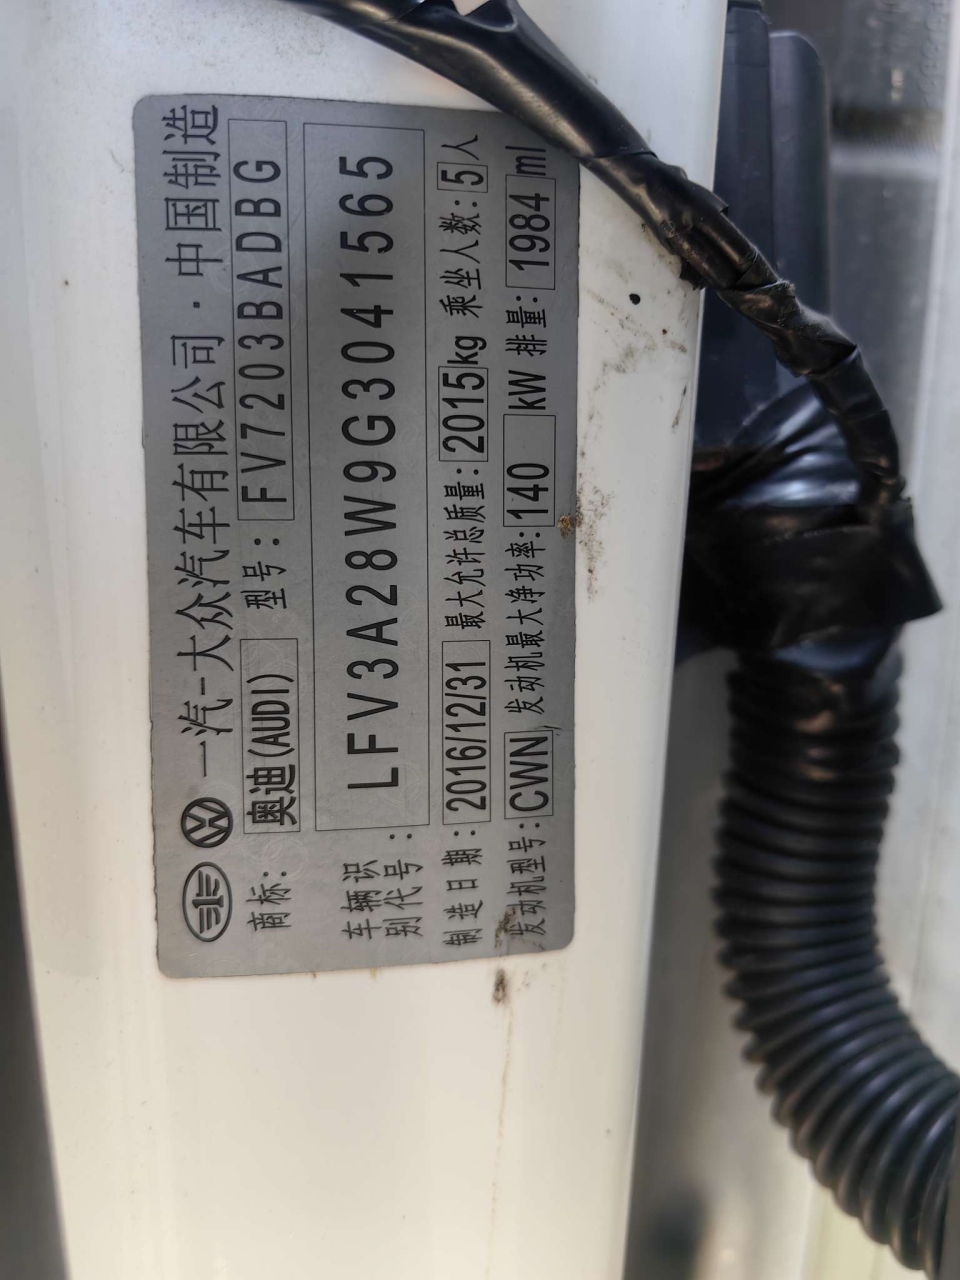 一汽-大众汽车有限公司·中国制造
商标: 奥迪(AUDI) 型号: FV7203BADBG
车辆识别代号: LFV3A28W9G3041565
制造日期: 2016/12/31 最大允许总质量: 2015kg 乘坐人数: 5人
发动机型号: CWN 发动机最大净功率: 140 kW 排量: 1984 ml